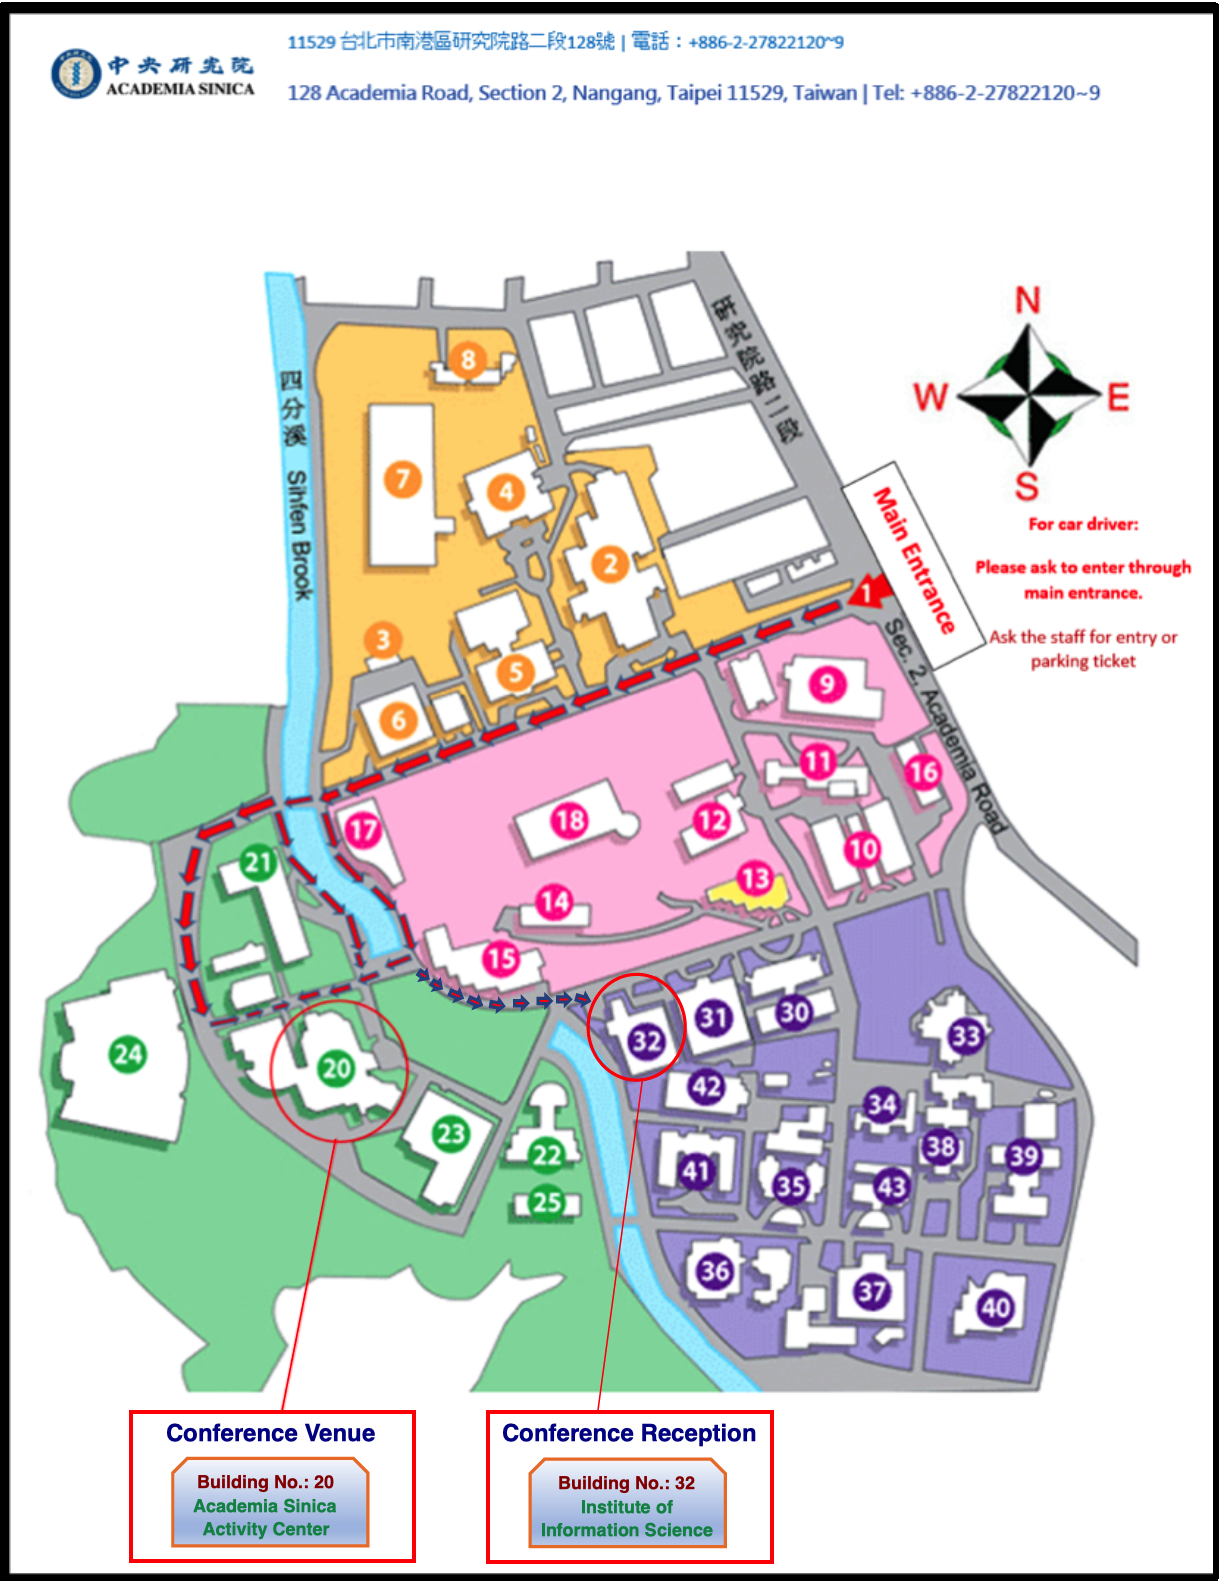 11529 台北市南港區研究院路二段128號 | 電話：+886-2-27822120~9
中央研究院
ACADEMIA SINICA
128 Academia Road, Section 2, Nangang, Taipei 11529, Taiwan | Tel: +886-2-27822120~9
研究院路二段
N
W
E
S
四分溪 Sihfen Brook
8
7
4
2
Main Entrance
For car driver:
Please ask to enter through
main entrance.
Ask the staff for entry or
parking ticket
1
Sec. 2, Academia Road
3
5
6
9
11
16
17
18
12
10
21
13
14
15
24
20
32
31
30
33
42
34
23
22
41
35
38
39
43
25
36
37
40
Conference Venue
Building No.: 20
Academia Sinica
Activity Center
Conference Reception
Building No.: 32
Institute of
Information Science